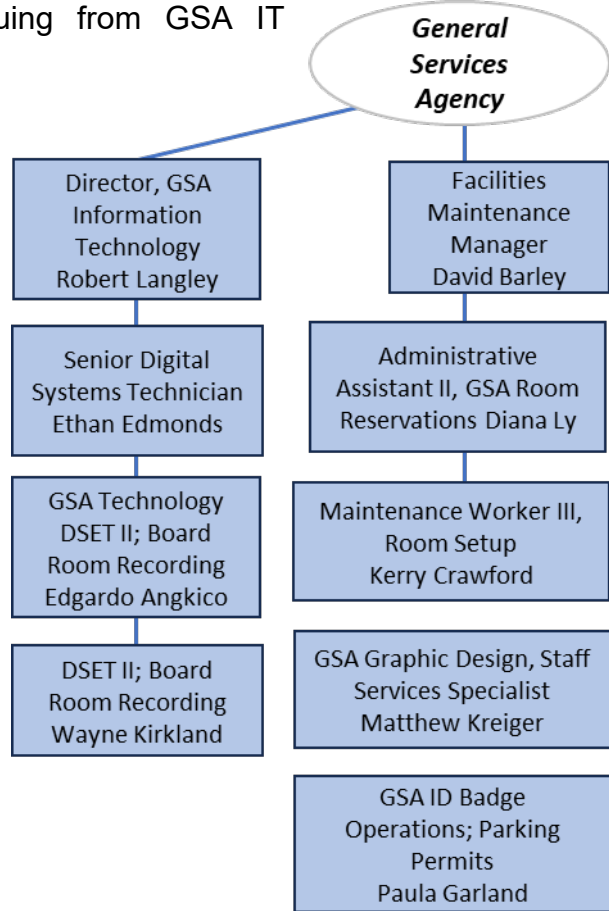 uing from GSA IT
General
Services
Agency
Director, GSA
Information
Technology
Robert Langley
Senior Digital
Systems Technician
Ethan Edmonds
GSA Technology
DSET II; Board
Room Recording
Edgardo Angkico
DSET II; Board
Room Recording
Wayne Kirkland
Facilities
Maintenance
Manager
David Barley
Administrative
Assistant II, GSA Room
Reservations Diana Ly
Maintenance Worker III,
Room Setup
Kerry Crawford
GSA Graphic Design, Staff
Services Specialist
Matthew Kreiger
GSA ID Badge
Operations; Parking
Permits
Paula Garland